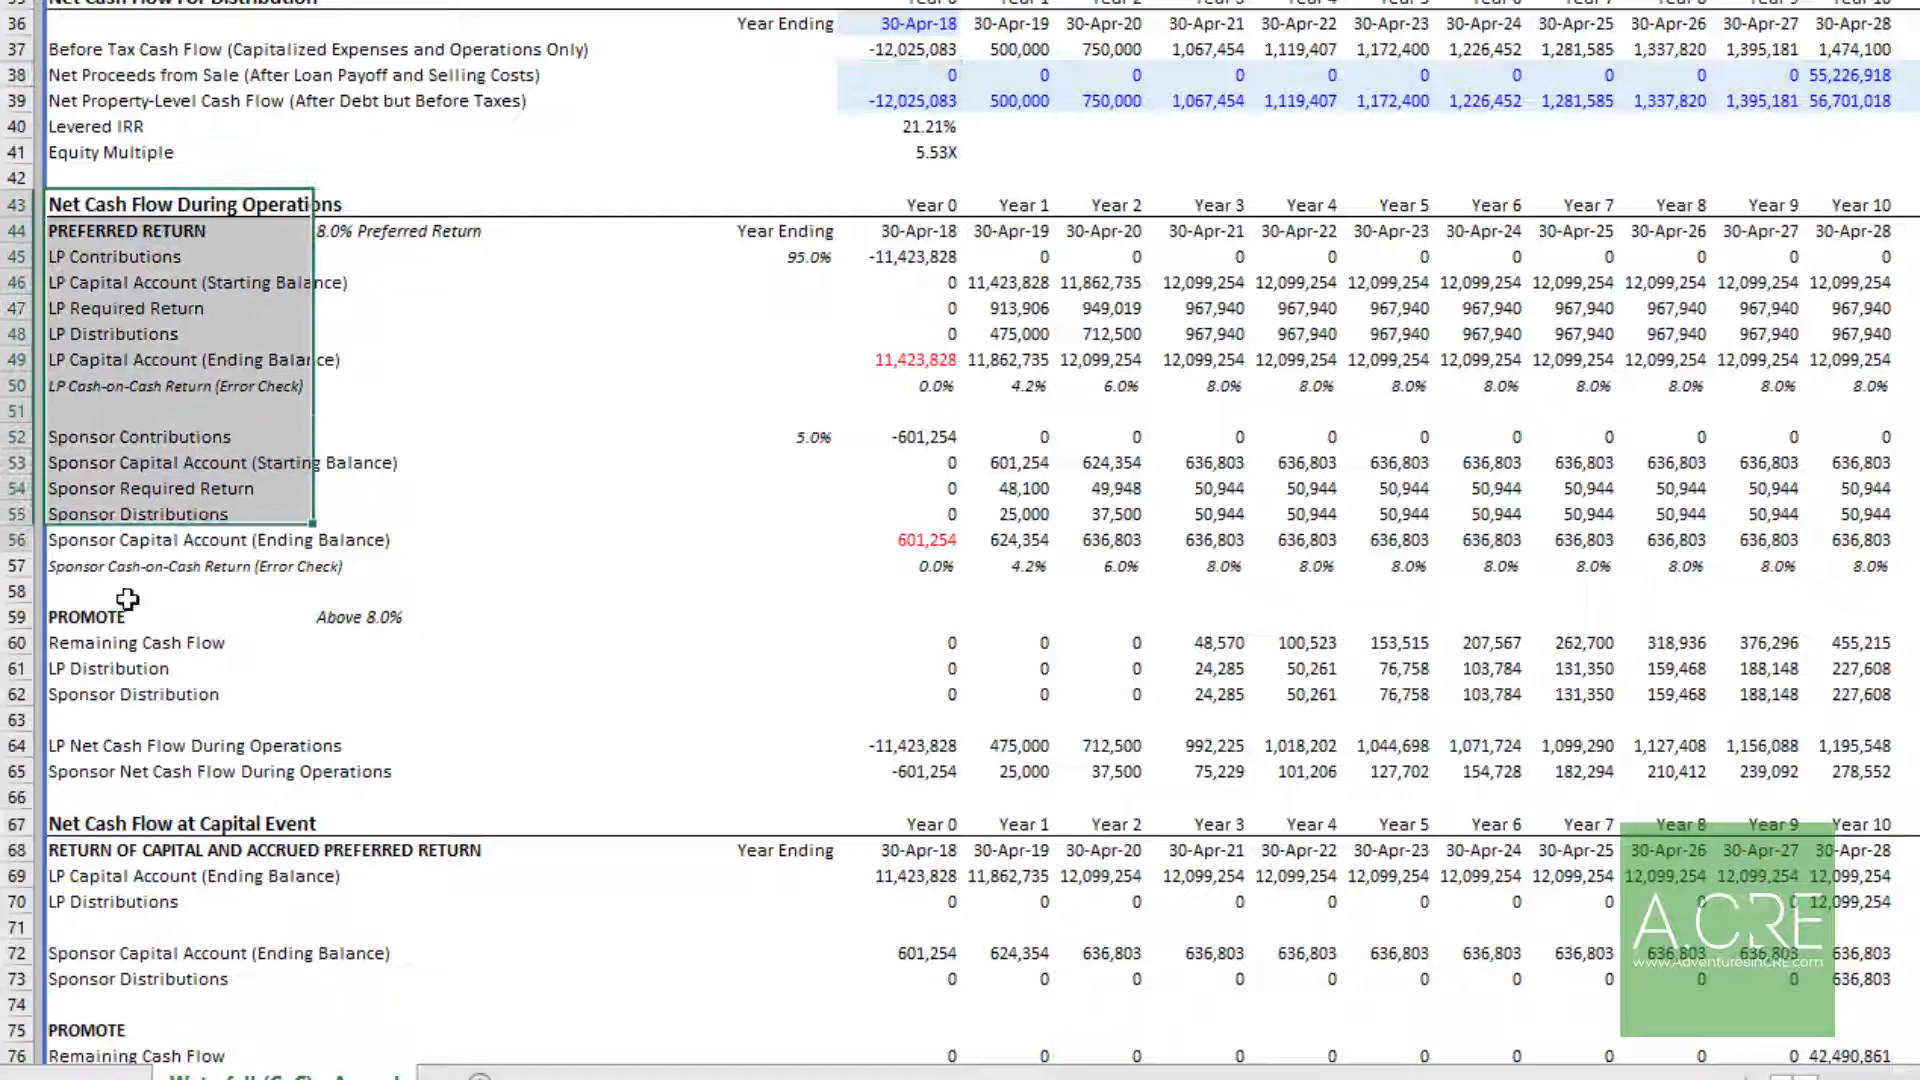 36 Year Ending 30-Apr-18 30-Apr-19 30-Apr-20 30-Apr-21 30-Apr-22 30-Apr-23 30-Apr-24 30-Apr-25 30-Apr-26 30-Apr-27 30-Apr-28
37 Before Tax Cash Flow (Capitalized Expenses and Operations Only) -12,025,083 500,000 750,000 1,067,454 1,119,407 1,172,400 1,226,452 1,281,585 1,337,820 1,395,181 1,474,100
38 Net Proceeds from Sale (After Loan Payoff and Selling Costs) 0 0 0 0 0 0 0 0 0 0 55,226,918
39 Net Property-Level Cash Flow (After Debt but Before Taxes) -12,025,083 500,000 750,000 1,067,454 1,119,407 1,172,400 1,226,452 1,281,585 1,337,820 1,395,181 56,701,018
40 Levered IRR 21.21%
41 Equity Multiple 5.53X
42
43 Net Cash Flow During Operations Year 0 Year 1 Year 2 Year 3 Year 4 Year 5 Year 6 Year 7 Year 8 Year 9 Year 10
44 PREFERRED RETURN 8.0% Preferred Return Year Ending 30-Apr-18 30-Apr-19 30-Apr-20 30-Apr-21 30-Apr-22 30-Apr-23 30-Apr-24 30-Apr-25 30-Apr-26 30-Apr-27 30-Apr-28
45 LP Contributions 95.0% -11,423,828 0 0 0 0 0 0 0 0 0 0
46 LP Capital Account (Starting Balance) 0 11,423,828 11,862,735 12,099,254 12,099,254 12,099,254 12,099,254 12,099,254 12,099,254 12,099,254 12,099,254
47 LP Required Return 0 913,906 949,019 967,940 967,940 967,940 967,940 967,940 967,940 967,940 967,940
48 LP Distributions 0 475,000 712,500 967,940 967,940 967,940 967,940 967,940 967,940 967,940 967,940
49 LP Capital Account (Ending Balance) 11,423,828 11,862,735 12,099,254 12,099,254 12,099,254 12,099,254 12,099,254 12,099,254 12,099,254 12,099,254 12,099,254
50 LP Cash-on-Cash Return (Error Check) 0.0% 4.2% 6.0% 8.0% 8.0% 8.0% 8.0% 8.0% 8.0% 8.0% 8.0%
51
52 Sponsor Contributions 5.0% -601,254 0 0 0 0 0 0 0 0 0 0
53 Sponsor Capital Account (Starting Balance) 0 601,254 624,354 636,803 636,803 636,803 636,803 636,803 636,803 636,803 636,803
54 Sponsor Required Return 0 48,100 49,948 50,944 50,944 50,944 50,944 50,944 50,944 50,944 50,944
55 Sponsor Distributions 0 25,000 37,500 50,944 50,944 50,944 50,944 50,944 50,944 50,944 50,944
56 Sponsor Capital Account (Ending Balance) 601,254 624,354 636,803 636,803 636,803 636,803 636,803 636,803 636,803 636,803 636,803
57 Sponsor Cash-on-Cash Return (Error Check) 0.0% 4.2% 6.0% 8.0% 8.0% 8.0% 8.0% 8.0% 8.0% 8.0% 8.0%
58
59 PROMOTE Above 8.0%
60 Remaining Cash Flow 0 0 0 48,570 100,523 153,515 207,567 262,700 318,936 376,296 455,215
61 LP Distribution 0 0 0 24,285 50,261 76,758 103,784 131,350 159,468 188,148 227,608
62 Sponsor Distribution 0 0 0 24,285 50,261 76,758 103,784 131,350 159,468 188,148 227,608
63
64 LP Net Cash Flow During Operations -11,423,828 475,000 712,500 992,225 1,018,202 1,044,698 1,071,724 1,099,290 1,127,408 1,156,088 1,195,548
65 Sponsor Net Cash Flow During Operations -601,254 25,000 37,500 75,229 101,206 127,702 154,728 182,294 210,412 239,092 278,552
66
67 Net Cash Flow at Capital Event Year 0 Year 1 Year 2 Year 3 Year 4 Year 5 Year 6 Year 7 Year 8 Year 9 Year 10
68 RETURN OF CAPITAL AND ACCRUED PREFERRED RETURN Year Ending 30-Apr-18 30-Apr-19 30-Apr-20 30-Apr-21 30-Apr-22 30-Apr-23 30-Apr-24 30-Apr-25 30-Apr-26 30-Apr-27 30-Apr-28
69 LP Capital Account (Ending Balance) 11,423,828 11,862,735 12,099,254 12,099,254 12,099,254 12,099,254 12,099,254 12,099,254 12,099,254 12,099,254 12,099,254
70 LP Distributions 0 0 0 0 0 0 0 0 0 0 12,099,254
71
72 Sponsor Capital Account (Ending Balance) 601,254 624,354 636,803 636,803 636,803 636,803 636,803 636,803 636,803 636,803 636,803
73 Sponsor Distributions 0 0 0 0 0 0 0 0 0 0 636,803
74
75 PROMOTE
76 Remaining Cash Flow 0 0 0 0 0 0 0 0 0 0 42,490,861
A.CRE
www.AdventuresinCRE.com